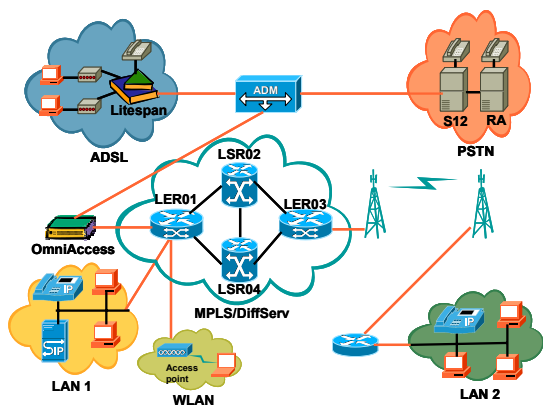 ADM
Litespan
S12
RA
ADSL
PSTN
LSR02
LER01
LER03
OmniAccess
LSR04
IP
MPLS/DiffServ
IP
SIP
Access
point
LAN 1
WLAN
LAN 2